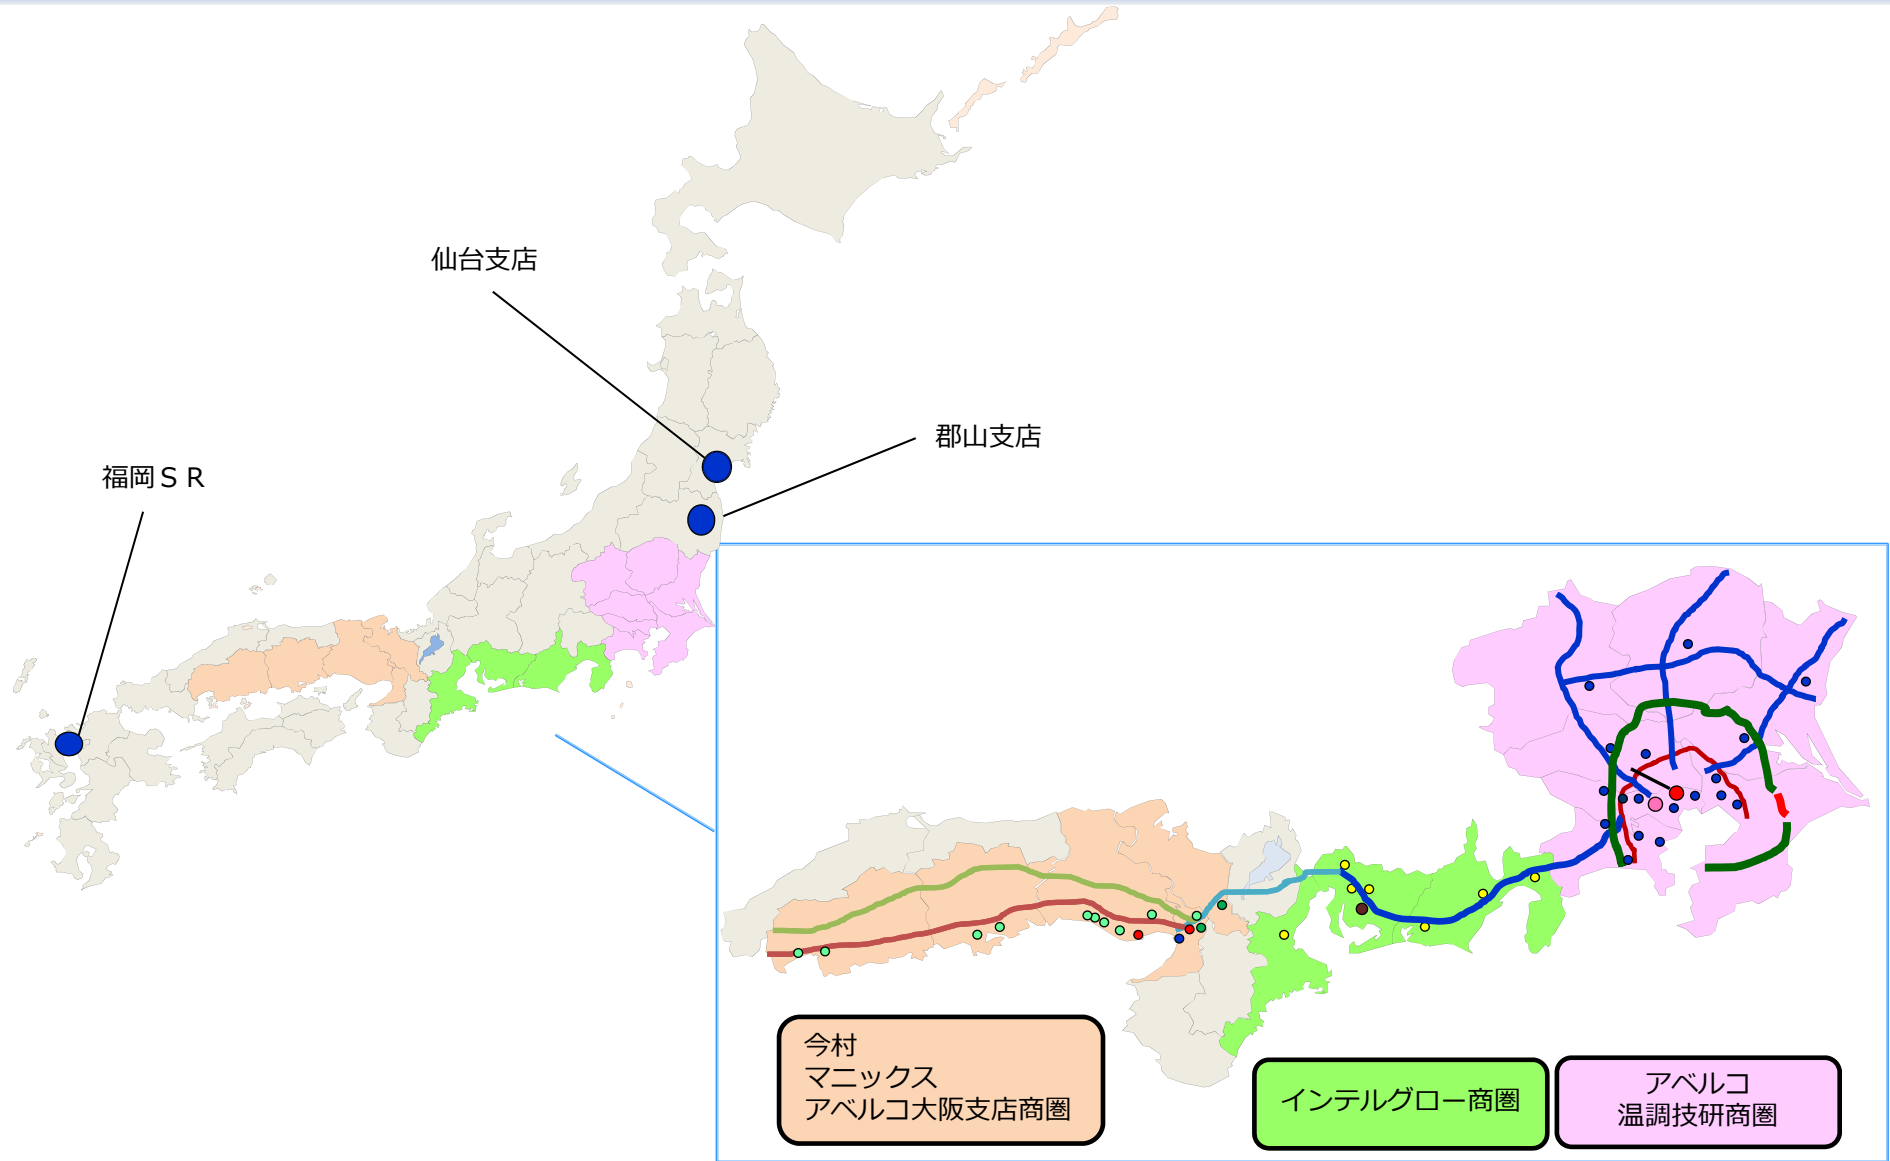 仙台支店
郡山支店
福岡ＳＲ
今村
マニックス
アベルコ大阪支店商圏
インテルグロー商圏
アベルコ
温調技研商圏